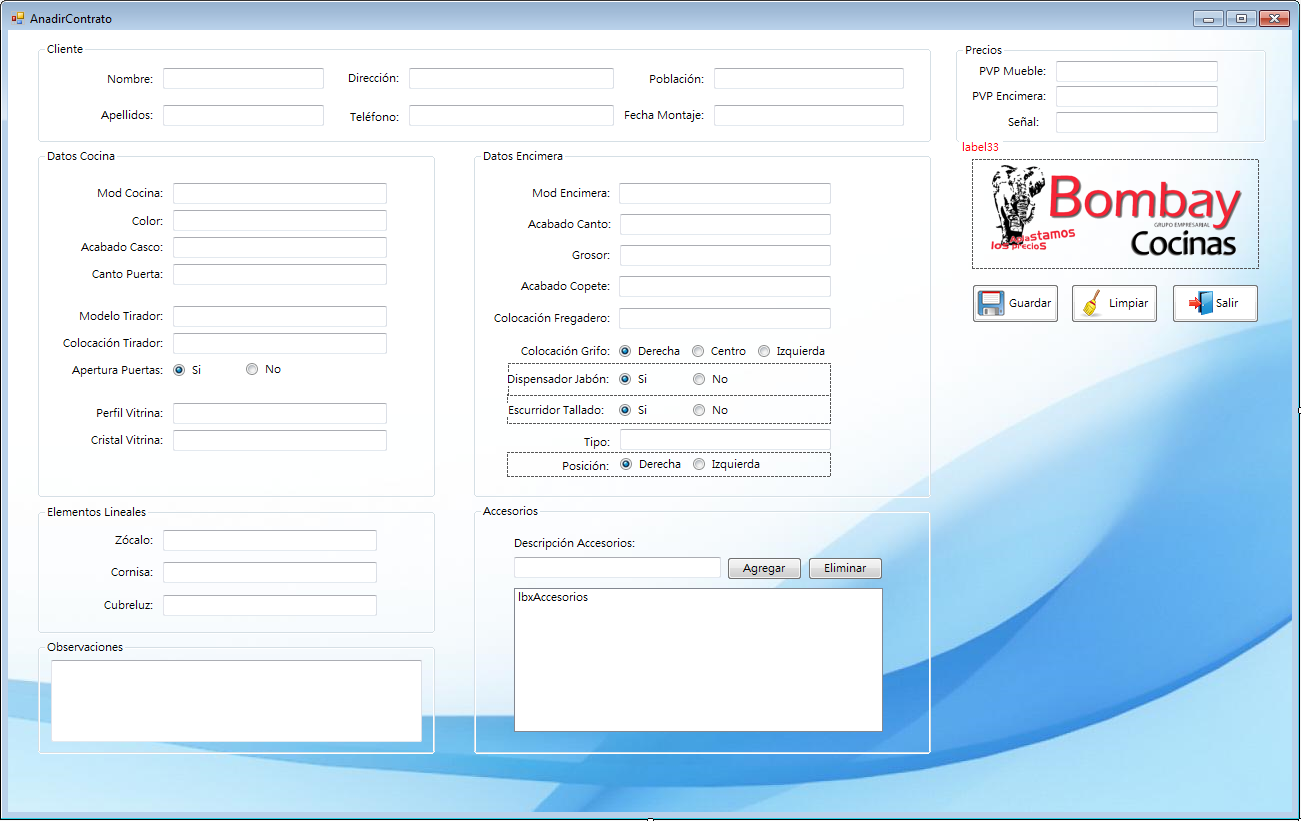 AnadirContrato
Cliente
Nombre: Dirección: Población:
Apellidos: Teléfono: Fecha Montaje:
Precios
PVP Mueble:
PVP Encimera:
Señal:
label33
Bombay
GRUPO EMPRESARIAL
Cocinas
Aplastamos
los precios
Guardar Limpiar Salir
Datos Cocina
Mod Cocina:
Color:
Acabado Casco:
Canto Puerta:
Modelo Tirador:
Colocación Tirador:
Apertura Puertas: Si No
Perfil Vitrina:
Cristal Vitrina:
Datos Encimera
Mod Encimera:
Acabado Canto:
Grosor:
Acabado Copete:
Colocación Fregadero:
Colocación Grifo: Derecha Centro Izquierda
Dispensador Jabón: Si No
Escurridor Tallado: Si No
Tipo:
Posición: Derecha Izquierda
Elementos Lineales
Zócalo:
Cornisa:
Cubreluz:
Observaciones
Accesorios
Descripción Accesorios:
Agregar Eliminar
lbxAccesorios